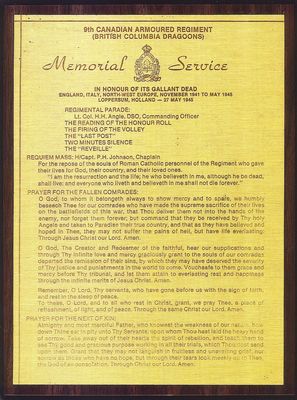 9th CANADIAN ARMOURED REGIMENT
(BRITISH COLUMBIA DRAGOONS)
Memorial Service
IN HONOUR OF ITS GALLANT DEAD
ENGLAND, ITALY, NORTH-WEST EUROPE, NOVEMBER 1941 TO MAY 1945
LOPPERSUM, HOLLAND — 27 MAY 1945
REGIMENTAL PARADE:
Lt. Col. H.H. Angle, DSO, Commanding Officer
THE READING OF THE HONOUR ROLL
THE FIRING OF THE VOLLEY
THE "LAST POST"
TWO MINUTES SILENCE
THE "REVEILLE"
REQUIEM MASS: H/Capt. P.H. Johnson, Chaplain
For the repose of the souls of Roman Catholic personnel of the Regiment who gave
their lives for God, their country, and their loved ones.
"I am the resurrection and the life; he who believeth in me, although he be dead,
shall live: and everyone who liveth and believeth in me shall not die forever."
PRAYER FOR THE FALLEN COMRADES:
O God, to whom it belongeth always to show mercy and to spare, we humbly
beseech Thee for our comrades who have made the supreme sacrifice of their lives
on the battlefields of this war, that Thou deliver them not into the hands of the
enemy, nor forget them forever; but command that they be received by Thy holy
Angels and taken to Paradise their true country, and that as they have believed and
hoped in Thee, they may not suffer the pains of hell, but have life everlasting:
Through Jesus Christ our Lord. Amen.
O God, The Creator and Redeemer of the faithful, hear our supplications and
through Thy infinite love and mercy graciously grant to the souls of our comrades
departed the remission of their sins, by which they may have deserved the severity
of Thy justice and punishments in the world to come. Vouchsafe to them grace and
mercy before Thy tribunal, and let them attain to everlasting rest and happiness
through the infinite merits of Jesus Christ. Amen.
Remember, O Lord, Thy servants, who have gone before us with the sign of faith,
and rest in the sleep of peace.
To these, O Lord, and to all who rest in Christ, grant, we pray Thee, a place of
refreshment, of light, and of peace. Through the same Christ our Lord. Amen.
PRAYER FOR THE NEXT OF KIN:
Almighty and most merciful Father, who knowest the weakness of our nature, bow
down Thine ear in pity unto Thy servants, upon whom Thou hast laid the heavy hand
of sorrow. Take away out of their hearts the spirit of rebellion, and teach them to
see Thy good and gracious purpose working in all their trials, which Thou dost send
upon them. Grant that they may not languish in fruitless and unavailing grief, nor
sorrow as those who have no hope, but through their tears look meekly up to Thee,
the God of all consolation. Through Christ our Lord. Amen.